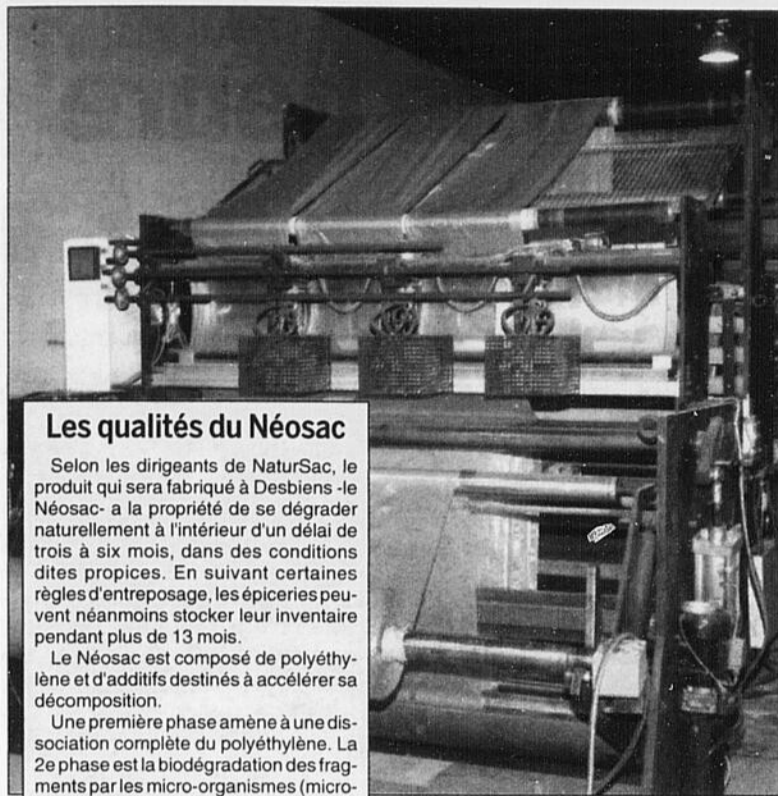 Les qualités du Néosac
Selon les dirigeants de NaturSac, le
produit qui sera fabriqué à Desbiens -le
Néosac- a la propriété de se dégrader
naturellement à l'intérieur d'un délai de
trois à six mois, dans des conditions
dites propices. En suivant certaines
règles d'entreposage, les épiceries peu-
vent néanmoins stocker leur inventaire
pendant plus de 13 mois.
Le Néosac est composé de polyéthy-
lène et d'additifs destinés à accélérer sa
décomposition.
Une première phase amène à une dis-
sociation complète du polyéthylène. La
2e phase est la biodégradation des frag-
ments par les micro-organismes (micro-